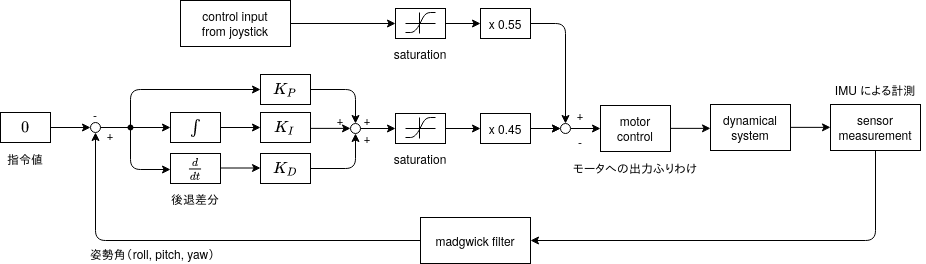 control input
from joystick
saturation
x 0.55
0
指令値
-
+
∫
d
dt
後退差分
K_P
K_I
K_D
+
+
+
+
saturation
x 0.45
+
-
motor
control
モータへの出力ふりわけ
dynamical
system
IMU による計測
sensor
measurement
madgwick filter
姿勢角（roll, pitch, yaw）